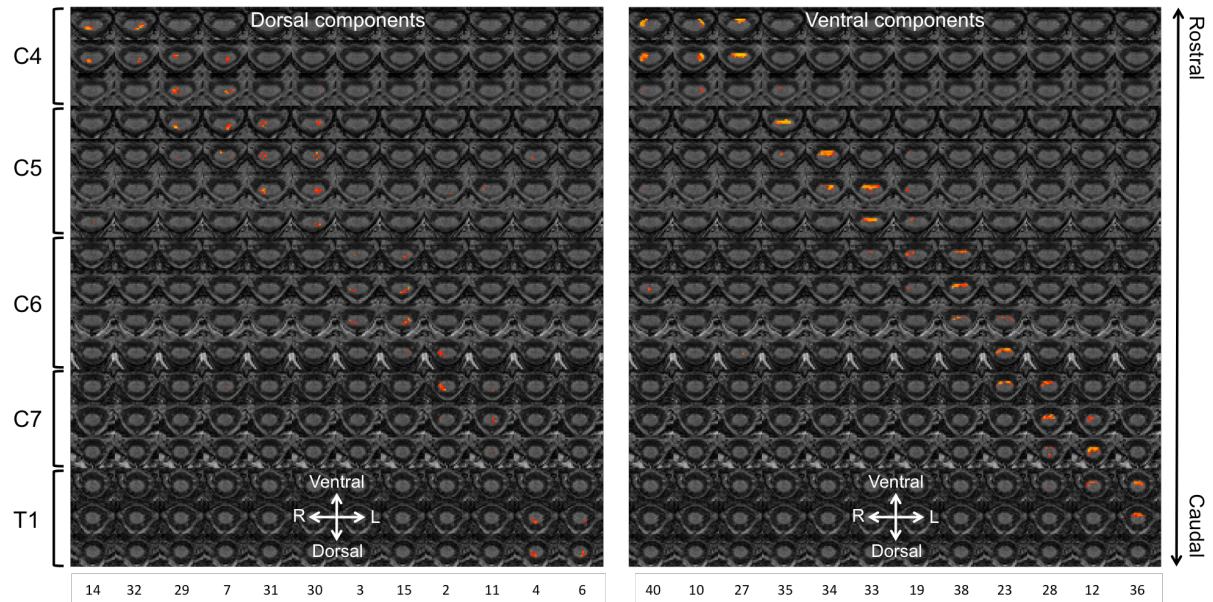 Dorsal components
Ventral components
Rostral
C4
C5
C6
C7
T1
Ventral
R L
Dorsal
Ventral
R L
Dorsal
Caudal
14 32 29 7 31 30 3 15 2 11 4 6
40 10 27 35 34 33 19 38 23 28 12 36